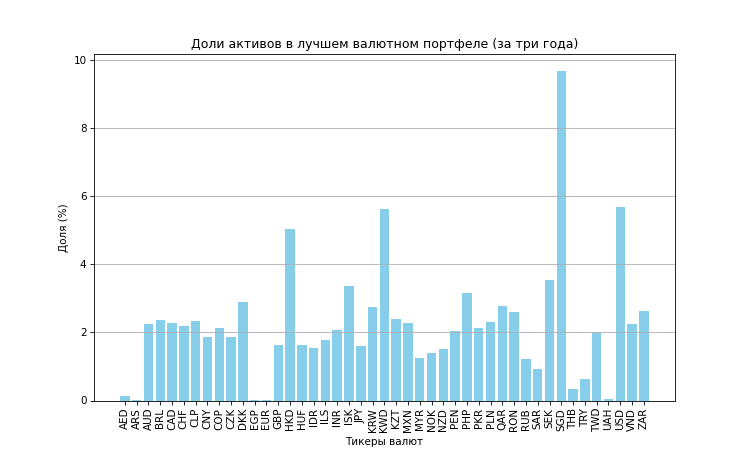 Доли активов в лучшем валютном портфеле (за три года)
Доля (%)
10
8
6
4
2
0
AED ARS AUD BRL CAD CHF CLP CNY COP CZK DKK EGP EUR GBP HKD HUF IDR ILS INR ISK JPY KRW KWD KZT MXN MYR NOK NZD PEN PHP PKR PLN QAR RON RUB SAR SEK SGD THB TRY TWD UAH USD VND ZAR
Тикеры валют